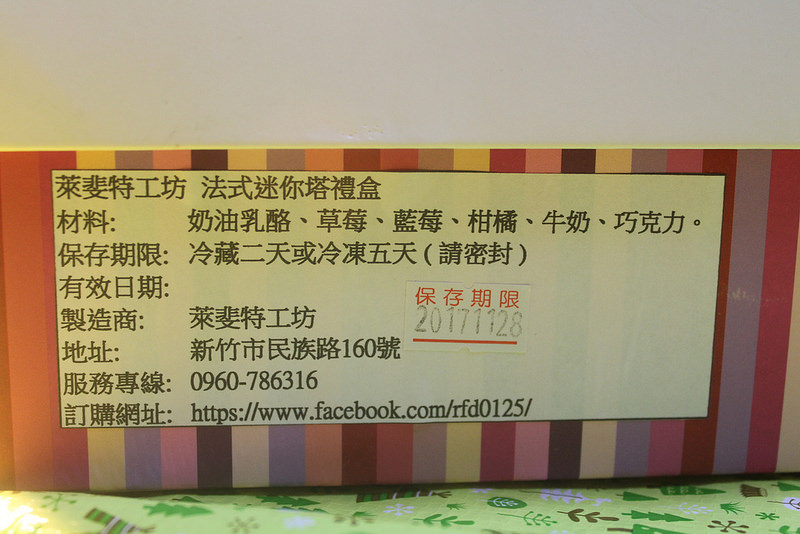 萊斐特工坊 法式迷你塔禮盒
材料: 奶油乳酪、草莓、藍莓、柑橘、牛奶、巧克力。
保存期限: 冷藏二天或冷凍五天 ( 請密封 )
有效日期:
保存期限
20171128
製造商: 萊斐特工坊
地址: 新竹市民族路160號
服務專線: 0960-786316
訂購網址: https://www.facebook.com/rfd0125/